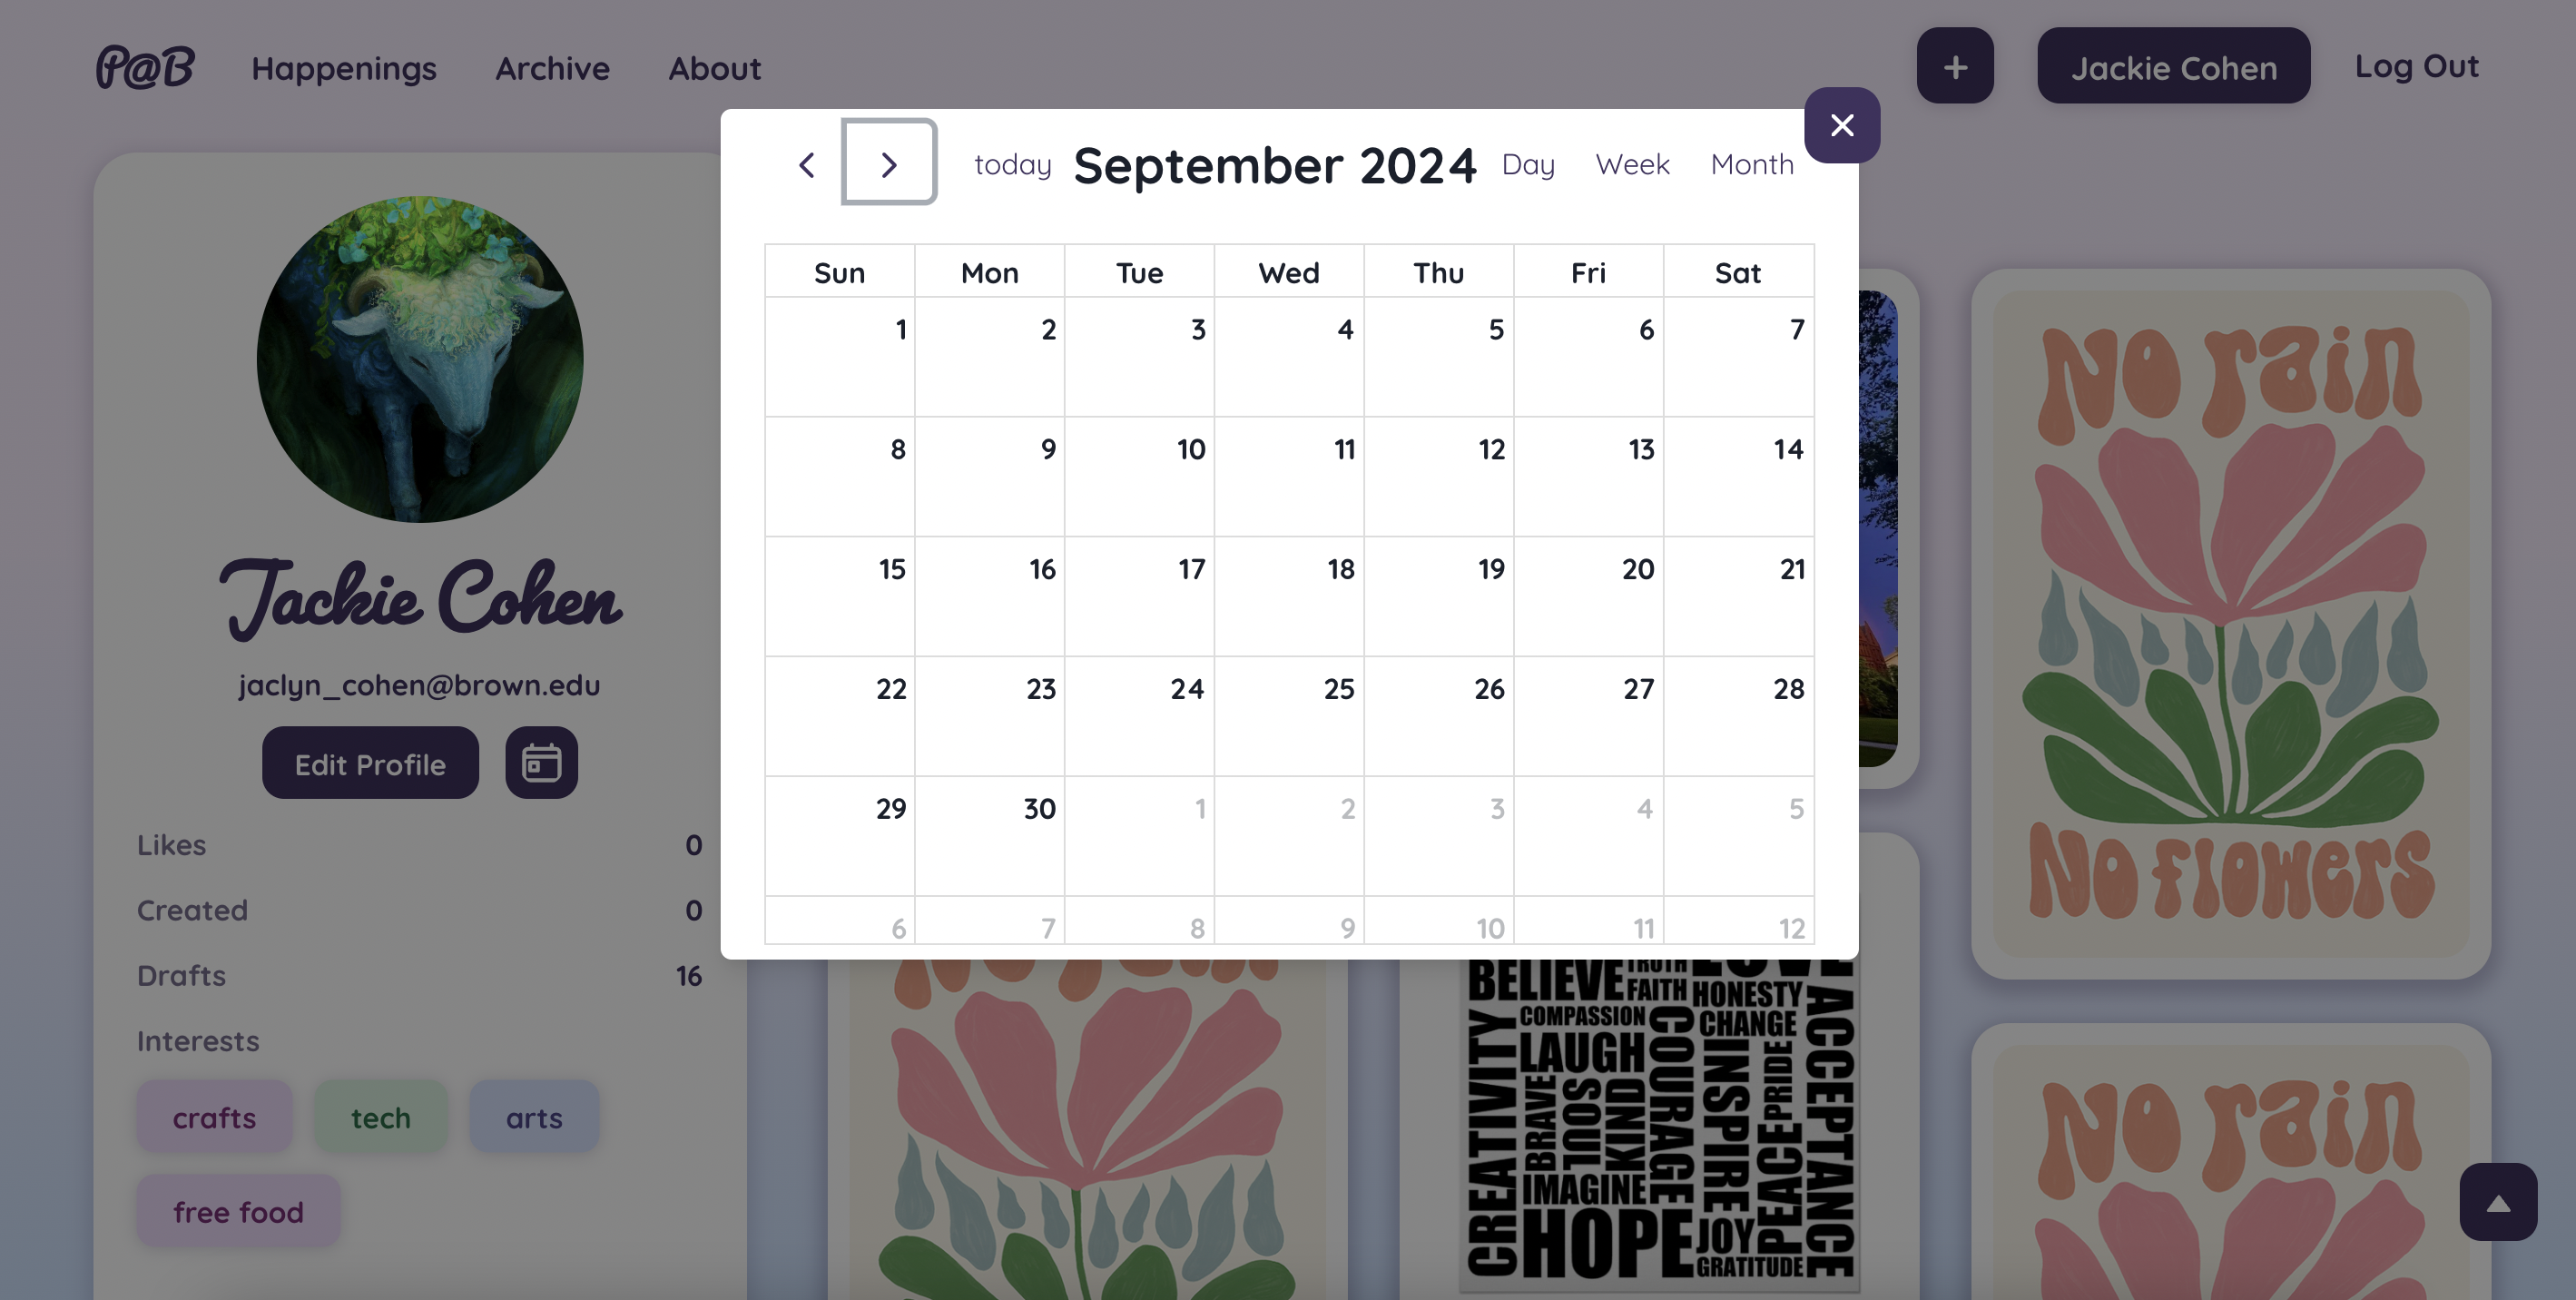 P@B Happenings Archive About + Jackie Cohen Log Out
today September 2024 Day Week Month
Sun Mon Tue Wed Thu Fri Sat
1 2 3 4 5 6 7
8 9 10 11 12 13 14
15 16 17 18 19 20 21
22 23 24 25 26 27 28
29 30 1 2 3 4 5
6 7 8 9 10 11 12
Jackie Cohen
jaclyn_cohen@brown.edu
Edit Profile
Likes 0
Created 0
Drafts 16
Interests
crafts tech arts
free food
BELIEVE
TRUTH
FAITH
LOVE
HONESTY
COMPASSION
CHANGE
CREATIVITY
LAUGH
COURAGE
INSPIRE
PRIDE
ACCEPTANCE
BRAVE
SOUL
KIND
PEACE
IMAGINE
HOPE
JOY
GRATITUDE
No rain
No flowers
No rain